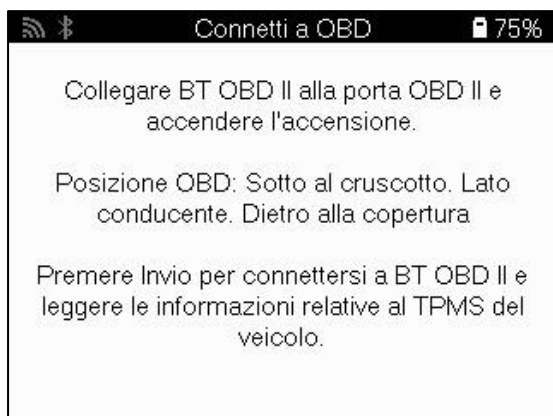 Connetti a OBD
75%
Collegare BT OBD II alla porta OBD II e
accendere l'accensione.
Posizione OBD: Sotto al cruscotto. Lato
conducente. Dietro alla copertura
Premere Invio per connettersi a BT OBD II e
leggere le informazioni relative al TPMS del
veicolo.